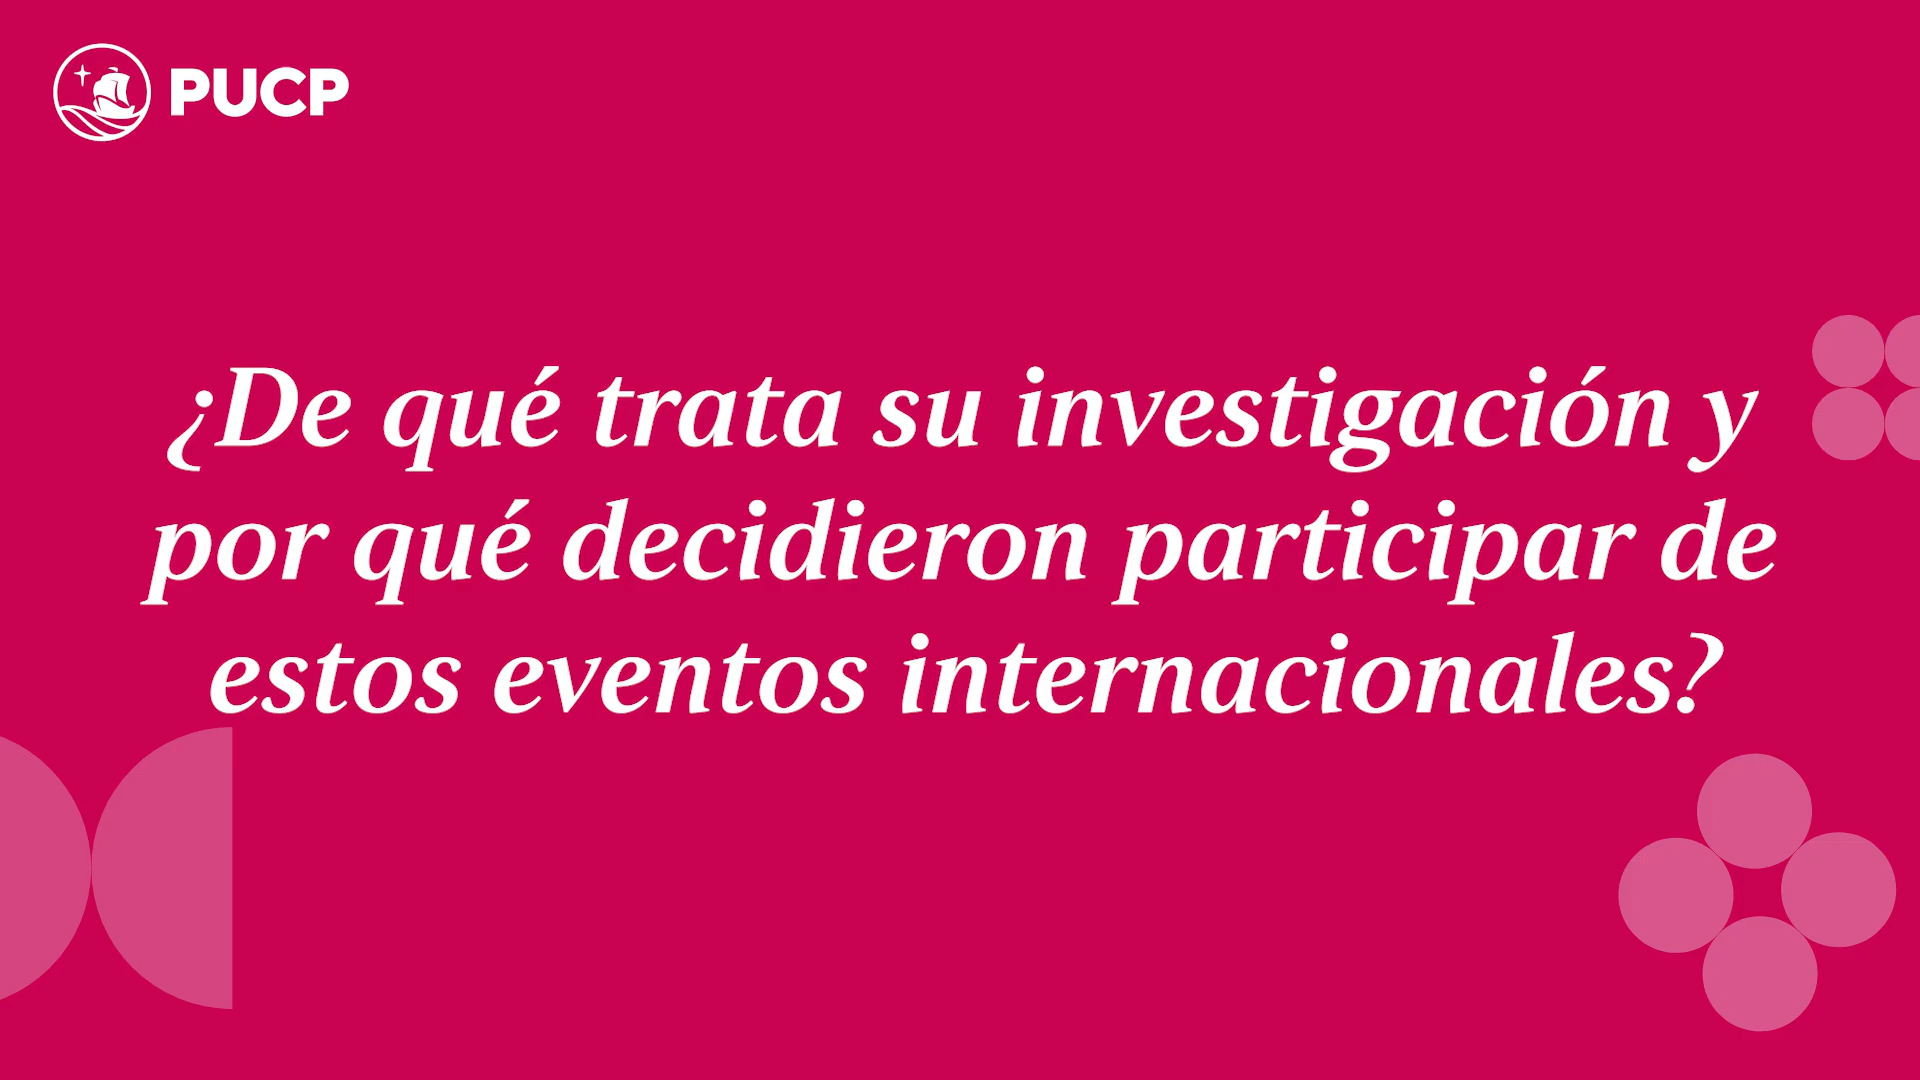 PUCP
¿De qué trata su investigación y
por qué decidieron participar de
estos eventos internacionales?